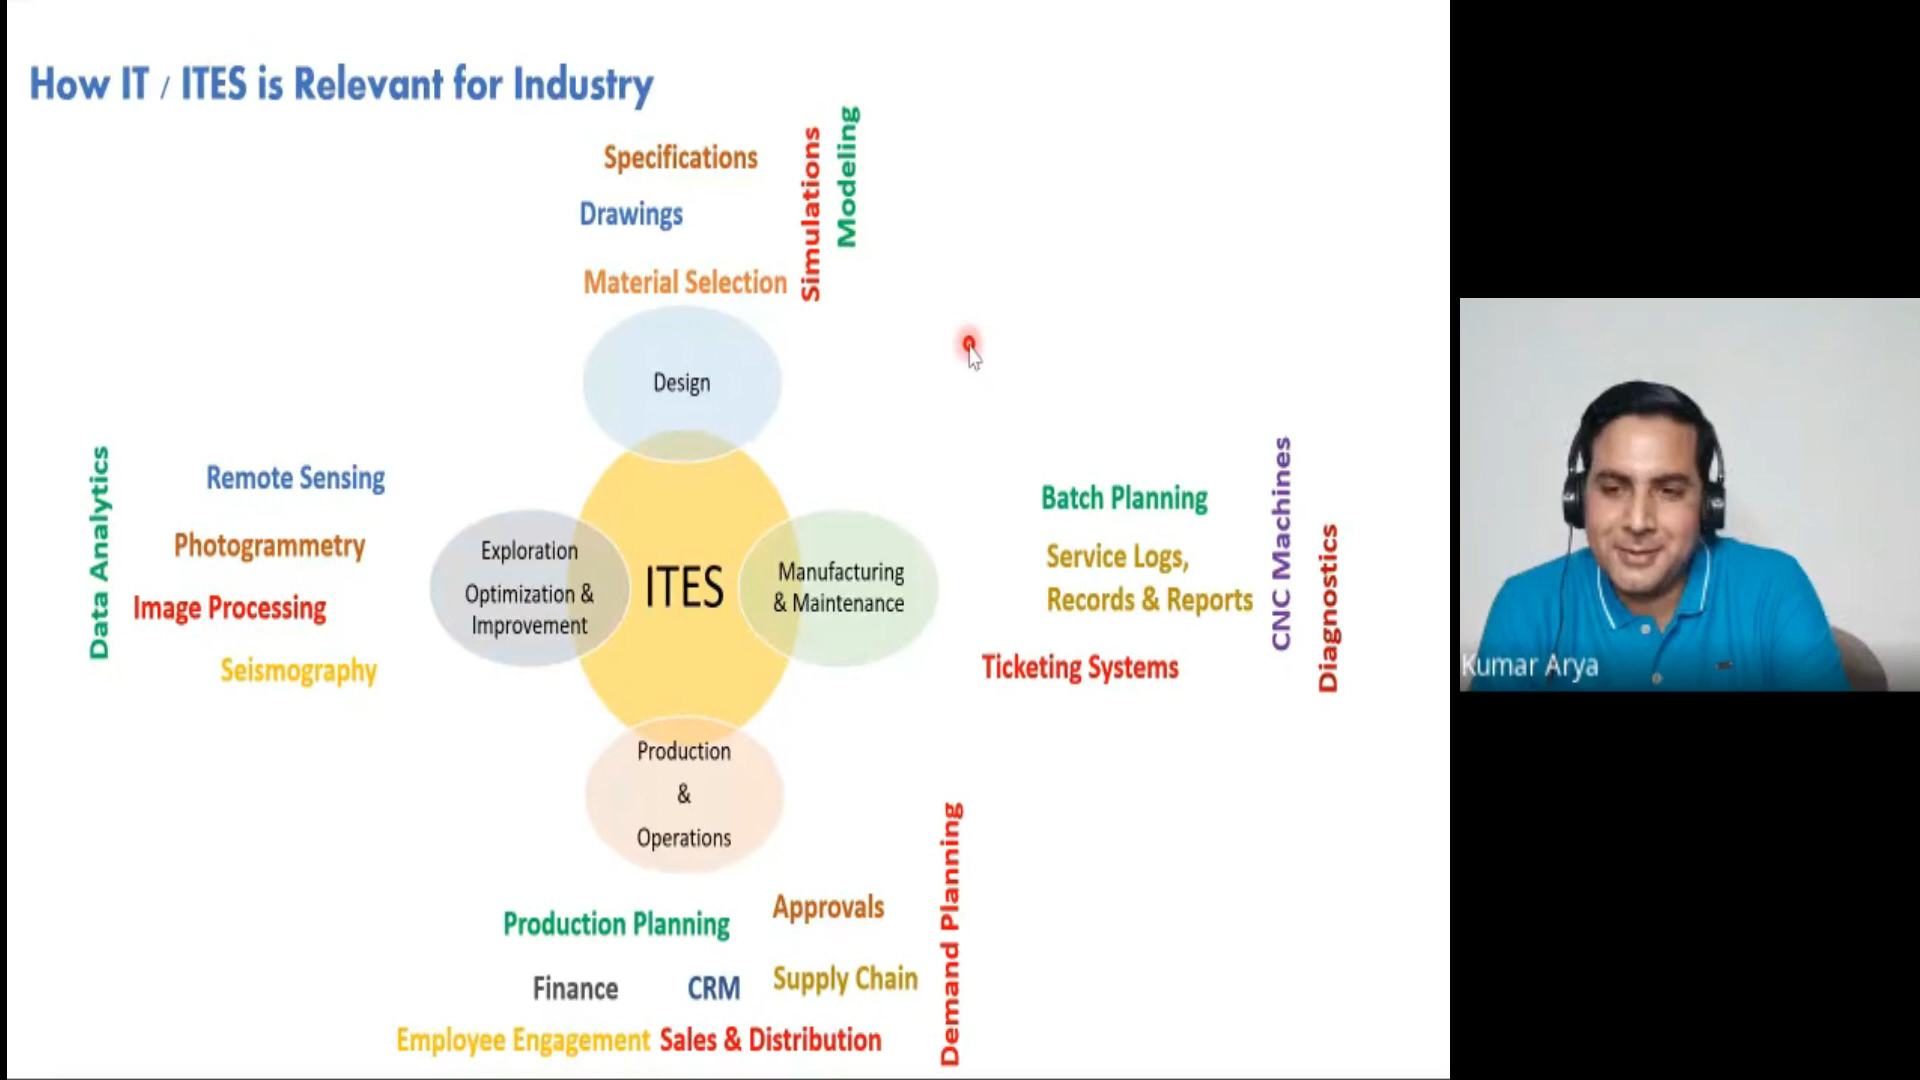 How IT / ITES is Relevant for Industry
Specifications
Drawings
Material Selection
Simulations
Modeling
Design
Data Analytics
Remote Sensing
Photogrammetry
Image Processing
Seismography
Exploration
Optimization &
Improvement
ITES
Manufacturing
& Maintenance
Batch Planning
Service Logs,
Records & Reports
Ticketing Systems
CNC Machines
Diagnostics
Production
&
Operations
Production Planning
Approvals
Finance
CRM
Supply Chain
Employee Engagement
Sales & Distribution
Demand Planning
Kumar Arya